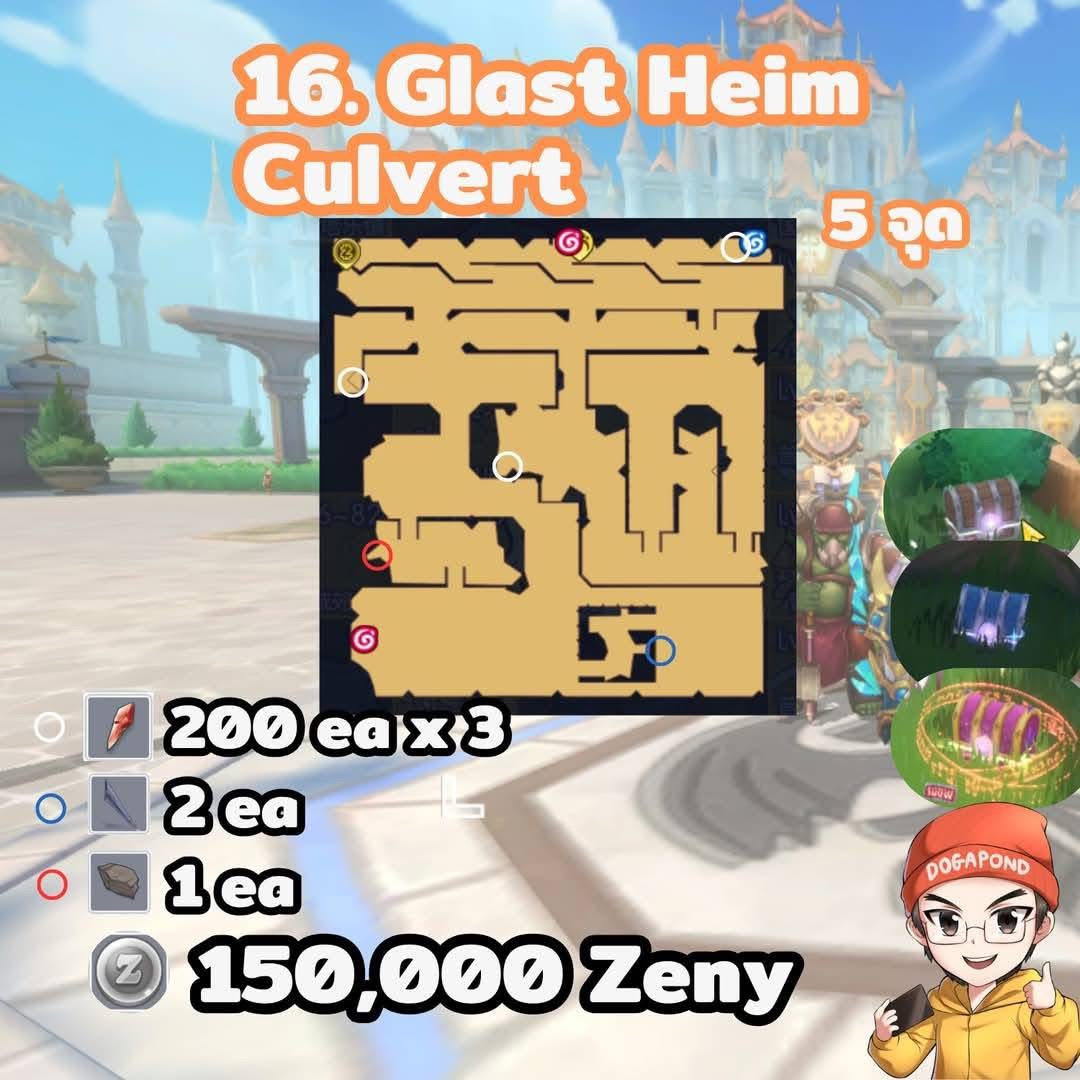 16. Glast Heim
Culvert
5 จุด
200 ea x 3
2 ea
1 ea
Z
150,000 Zeny
DOGAPOND